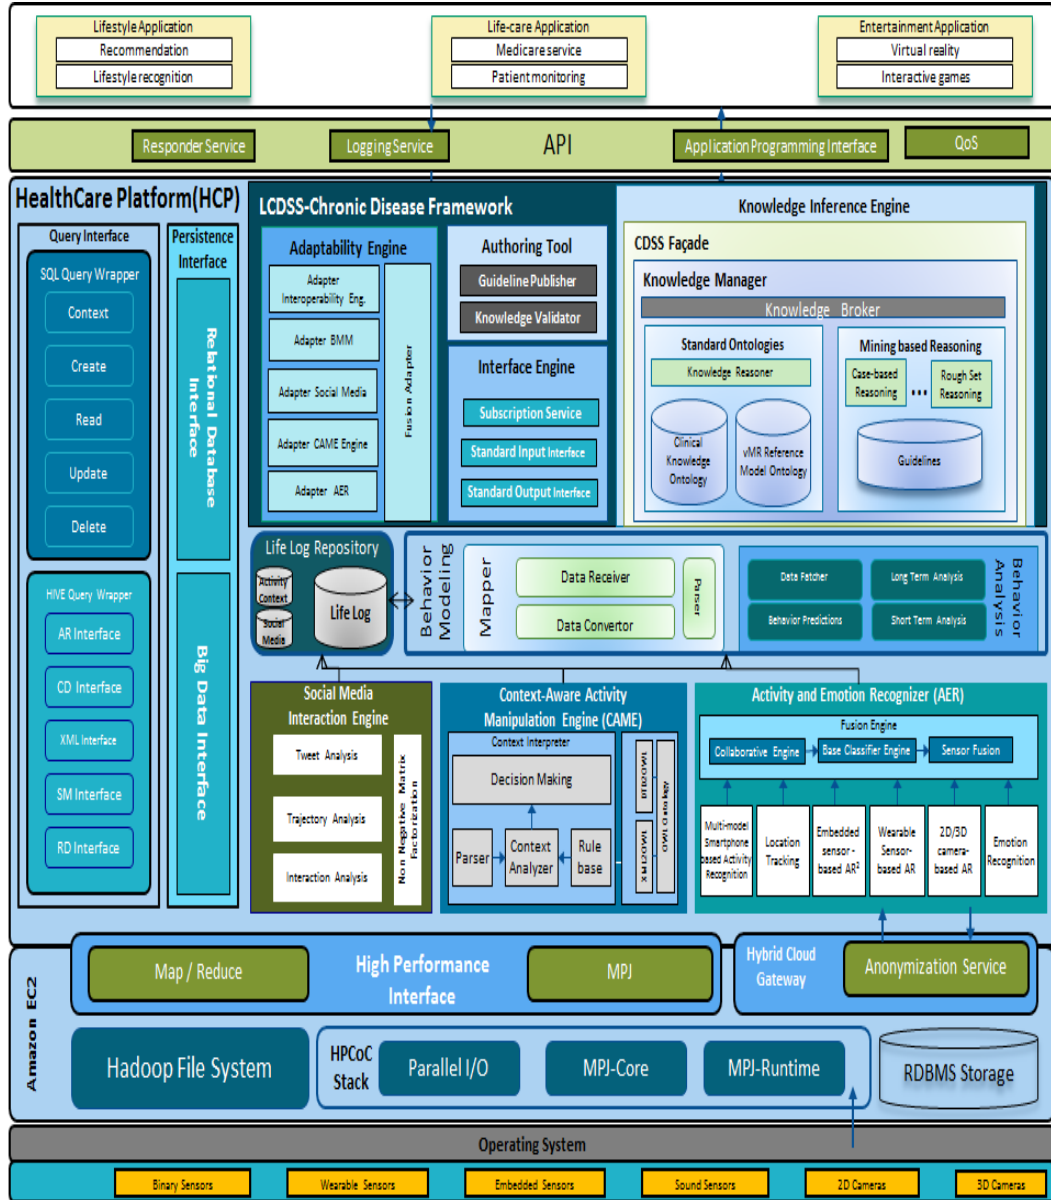 Lifestyle Application
Recommendation
Lifestyle recognition
Life-care Application
Medicare service
Patient monitoring
Entertainment Application
Virtual reality
Interactive games
Responder Service
Logging Service
API
Application Programming Interface
QoS
HealthCare Platform(HCP)
Query Interface
SQL Query Wrapper
Context
Create
Read
Update
Delete
HIVE Query Wrapper
AR Interface
CD Interface
XML Interface
SM Interface
RD Interface
Persistence
Interface
Relational Database
Interface
Big Data Interface
LCDSS-Chronic Disease Framework
Adaptability Engine
Adapter
Interoperability Eng.
Adapter BMM
Adapter Social Media
Adapter CAME Engine
Adapter AER
Fusion Adapter
Authoring Tool
Guideline Publisher
Knowledge Validator
Interface Engine
Subscription Service
Standard Input Interface
Standard Output Interface
Knowledge Inference Engine
CDSS Façade
Knowledge Manager
Knowledge Broker
Standard Ontologies
Knowledge Reasoner
Clinical
Knowledge
Ontology
vMR Reference
Model Ontology
Mining based Reasoning
Case-based
Reasoning
...
Rough Set
Reasoning
Guidelines
Life Log Repository
Activity
Context
Social
Media
Life Log
Behavior
Modeling
Mapper
Data Receiver
Data Convertor
Parser
Data Fatcher
Long Term Analysis
Behavior Predictions
Short Term Analysis
Behavior
Analysis
Social Media
Interaction Engine
Tweet Analysis
Trajectory Analysis
Interaction Analysis
Non Negative Matrix
Factorization
Context-Aware Activity
Manipulation Engine (CAME)
Context Interpreter
Decision Making
Parser
Context
Analyzer
Rule
base
OWL Ontology
Activity and Emotion Recognizer (AER)
Fusion Engine
Collaborative Engine
Base Classifier Engine
Sensor Fusion
Multi-model
Smartphone
based Activity
Recognition
Location
Tracking
Embedded
sensor -
based AR²
Wearable
Sensor-
based AR
2D/3D
camera-
based AR
Emotion
Recognition
Amazon EC2
Map / Reduce
High Performance
Interface
MPJ
Hybrid Cloud
Gateway
Anonymization Service
Hadoop File System
HPCoC
Stack
Parallel I/O
MPJ-Core
MPJ-Runtime
RDBMS Storage
Operating System
Binary Sensors
Wearable Sensors
Embedded Sensors
Sound Sensors
2D Cameras
3D Cameras